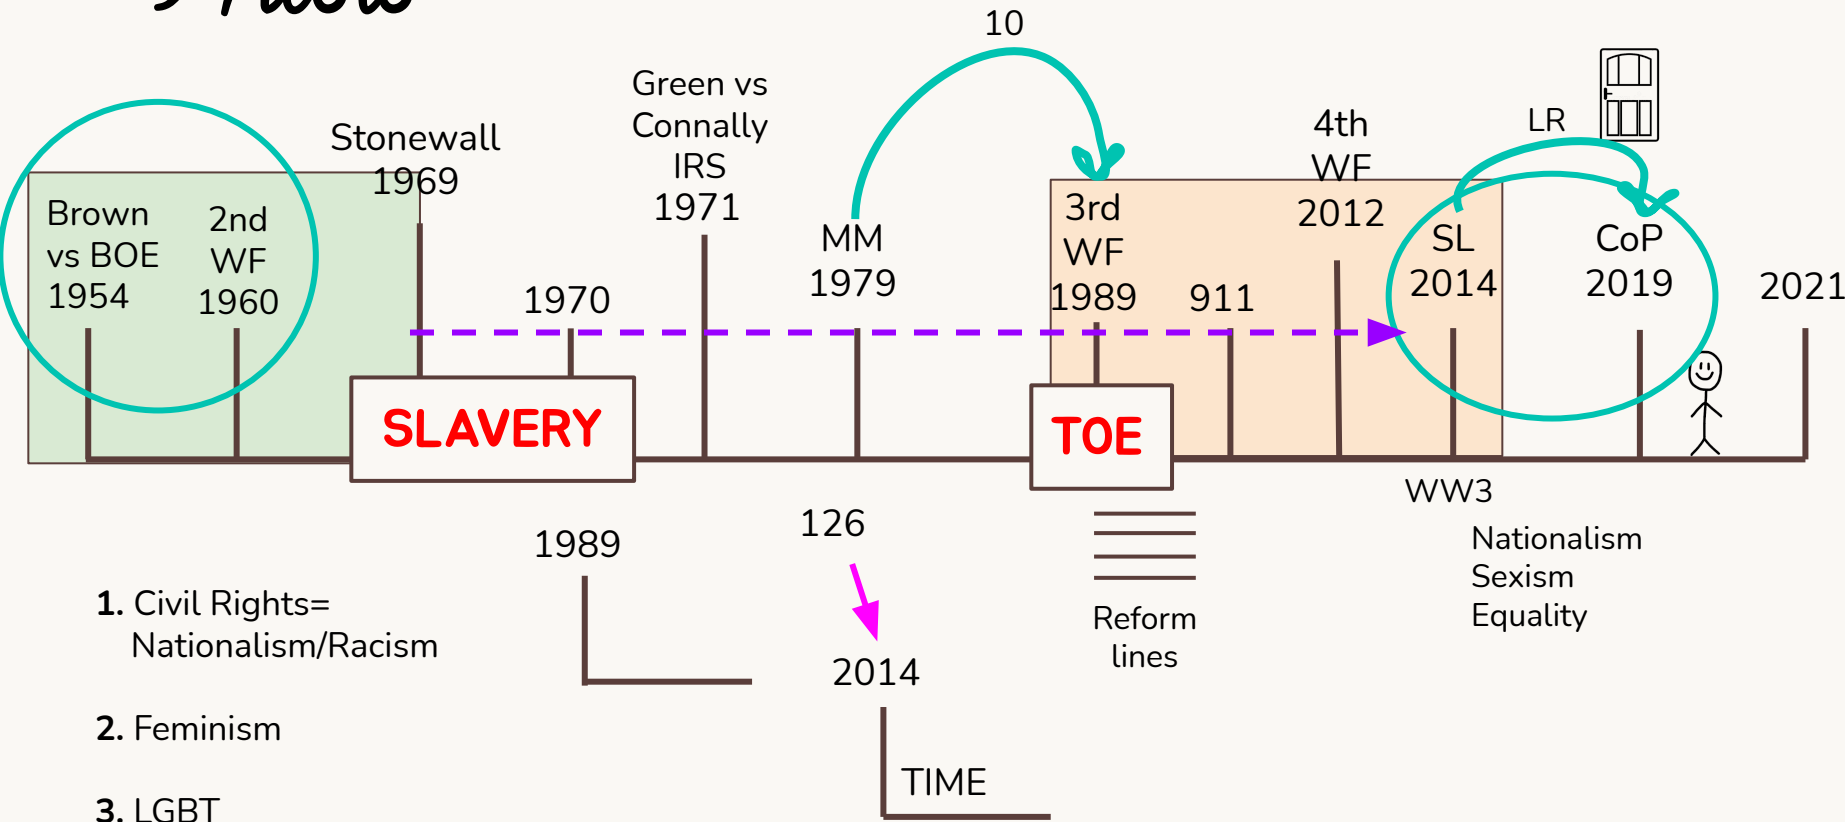 10
Green vs
Connally
IRS
1971
Stonewall
1969
Brown
vs BOE
1954
2nd
WF
1960
1970
MM
1979
3rd
WF
1989
911
4th
WF
2012
LR
SL
2014
CoP
2019
2021
SLAVERY
TOE
WW3
Nationalism
Sexism
Equality
Reform
lines
1989
126
2014
TIME
1. Civil Rights=
Nationalism/Racism
2. Feminism
3. LGBT